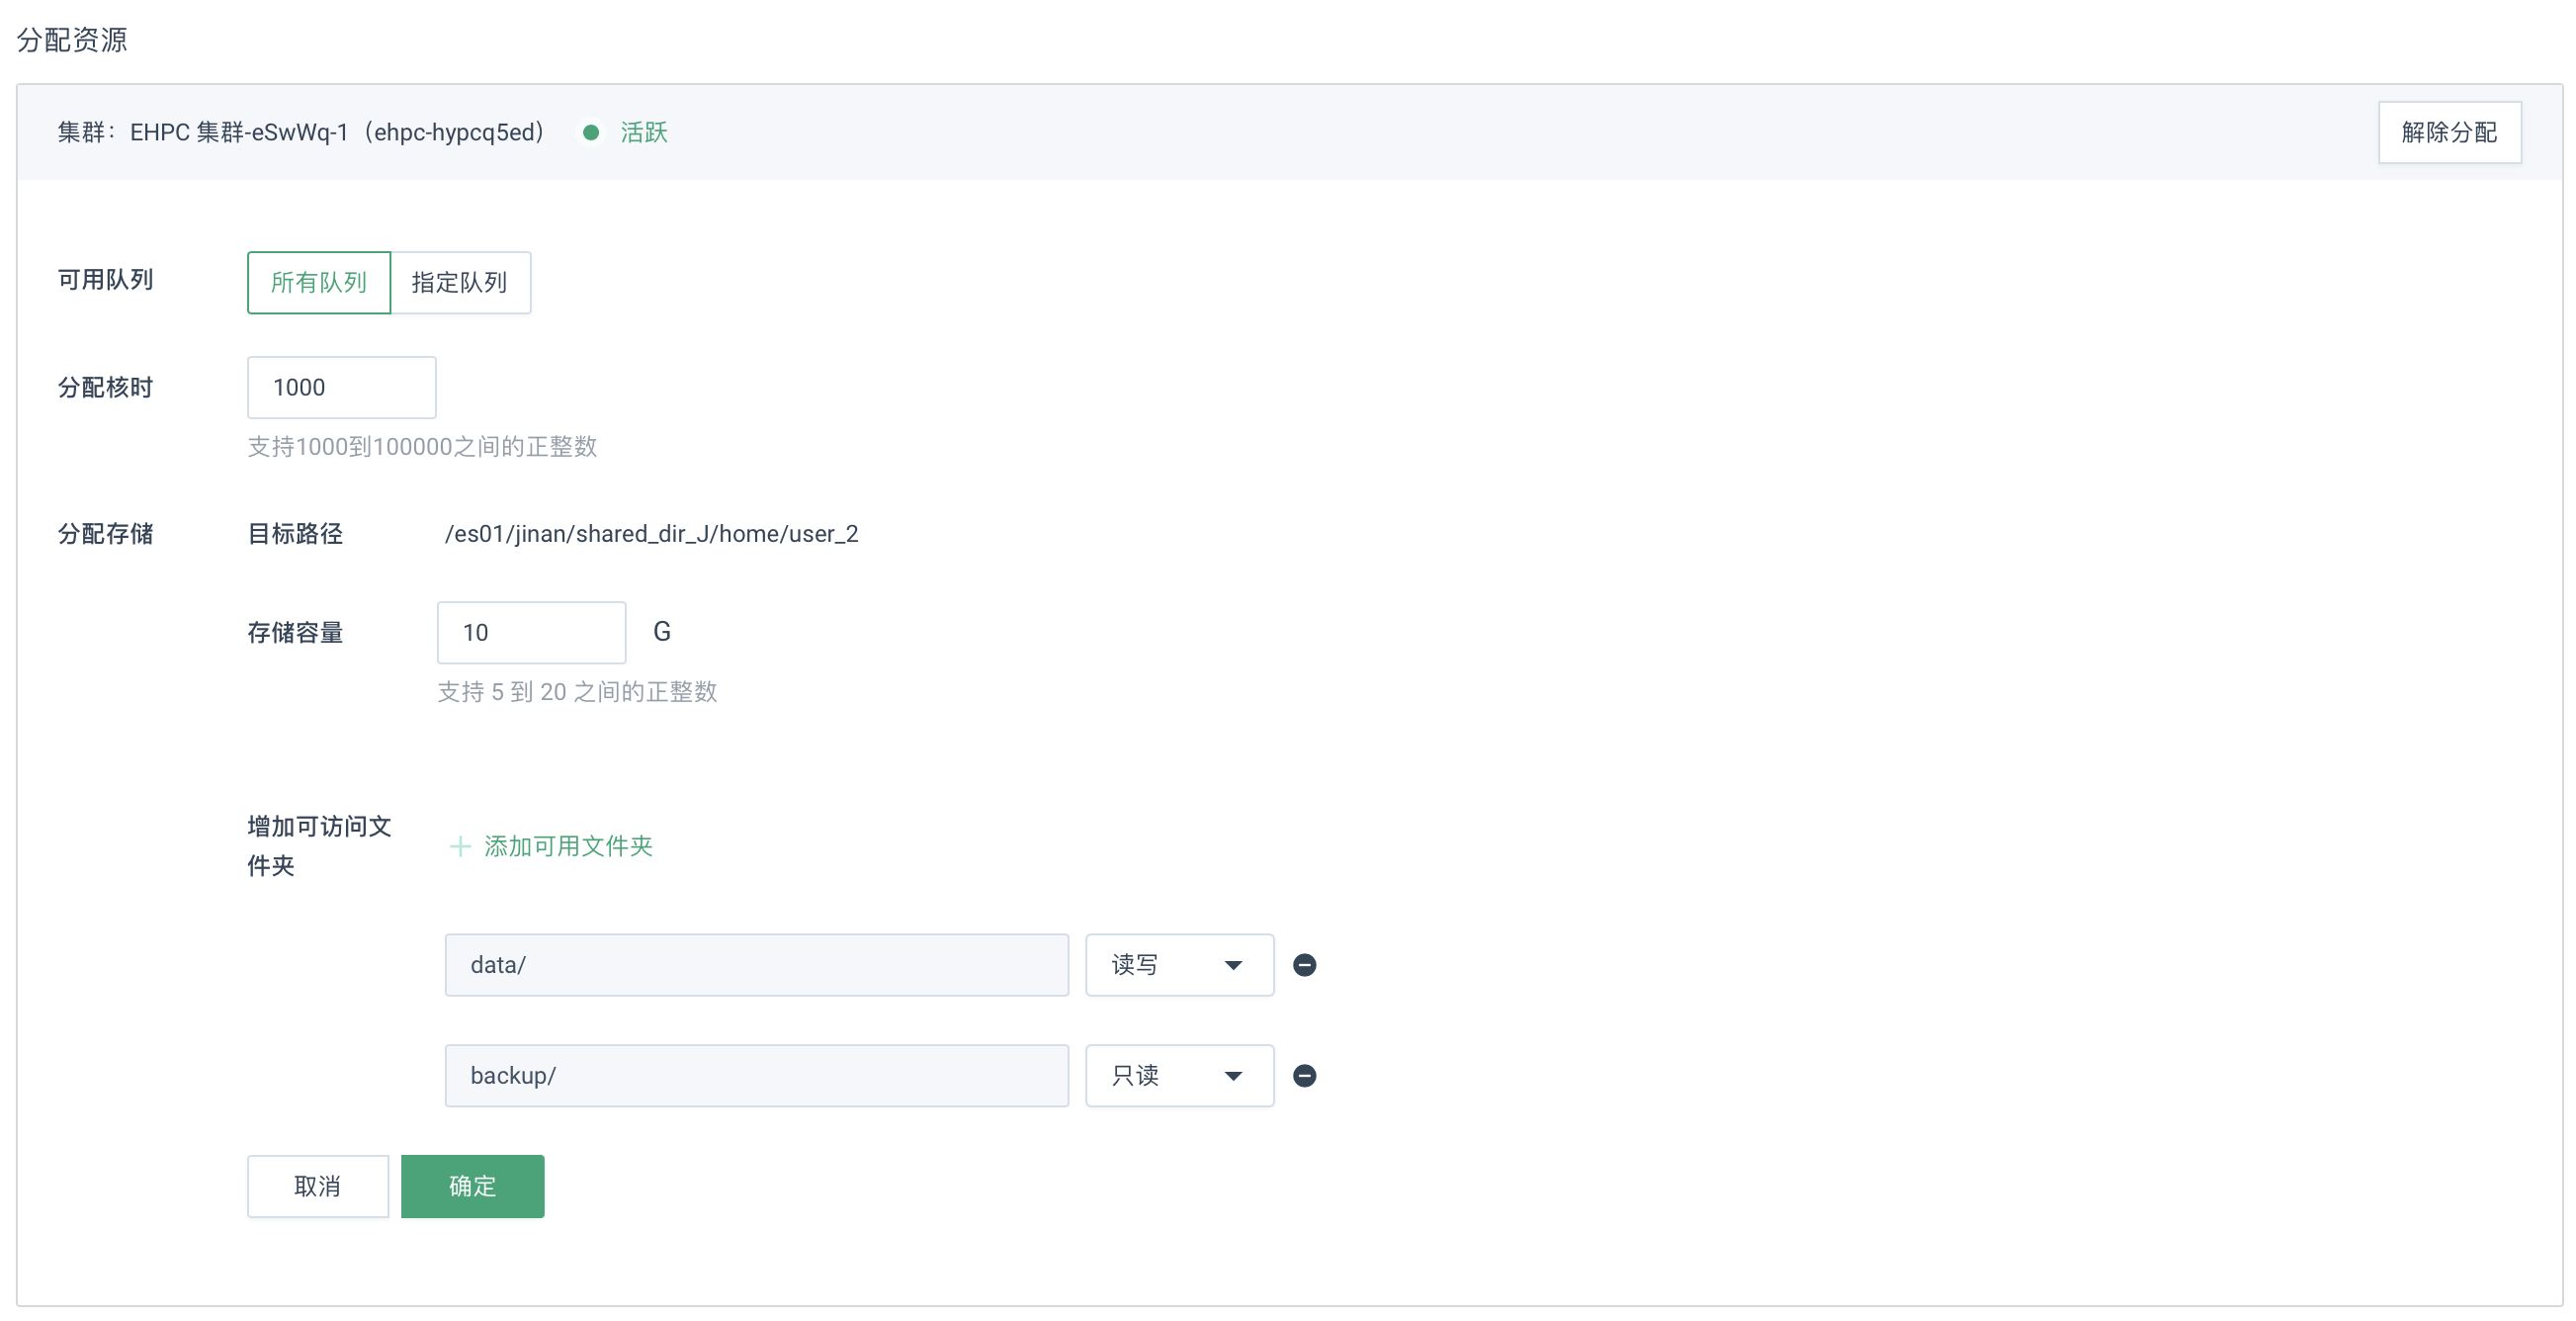 分配资源
集群：EHPC 集群-eSwWq-1（ehpc-hypcq5ed） 活跃 解除分配
可用队列 所有队列 指定队列
分配核时 1000
支持1000到100000之间的正整数
分配存储 目标路径 /es01/jinan/shared_dir_J/home/user_2
存储容量 10 G
支持 5 到 20 之间的正整数
增加可访问文
件夹
添加可用文件夹
data/ 读写
backup/ 只读
取消 确定